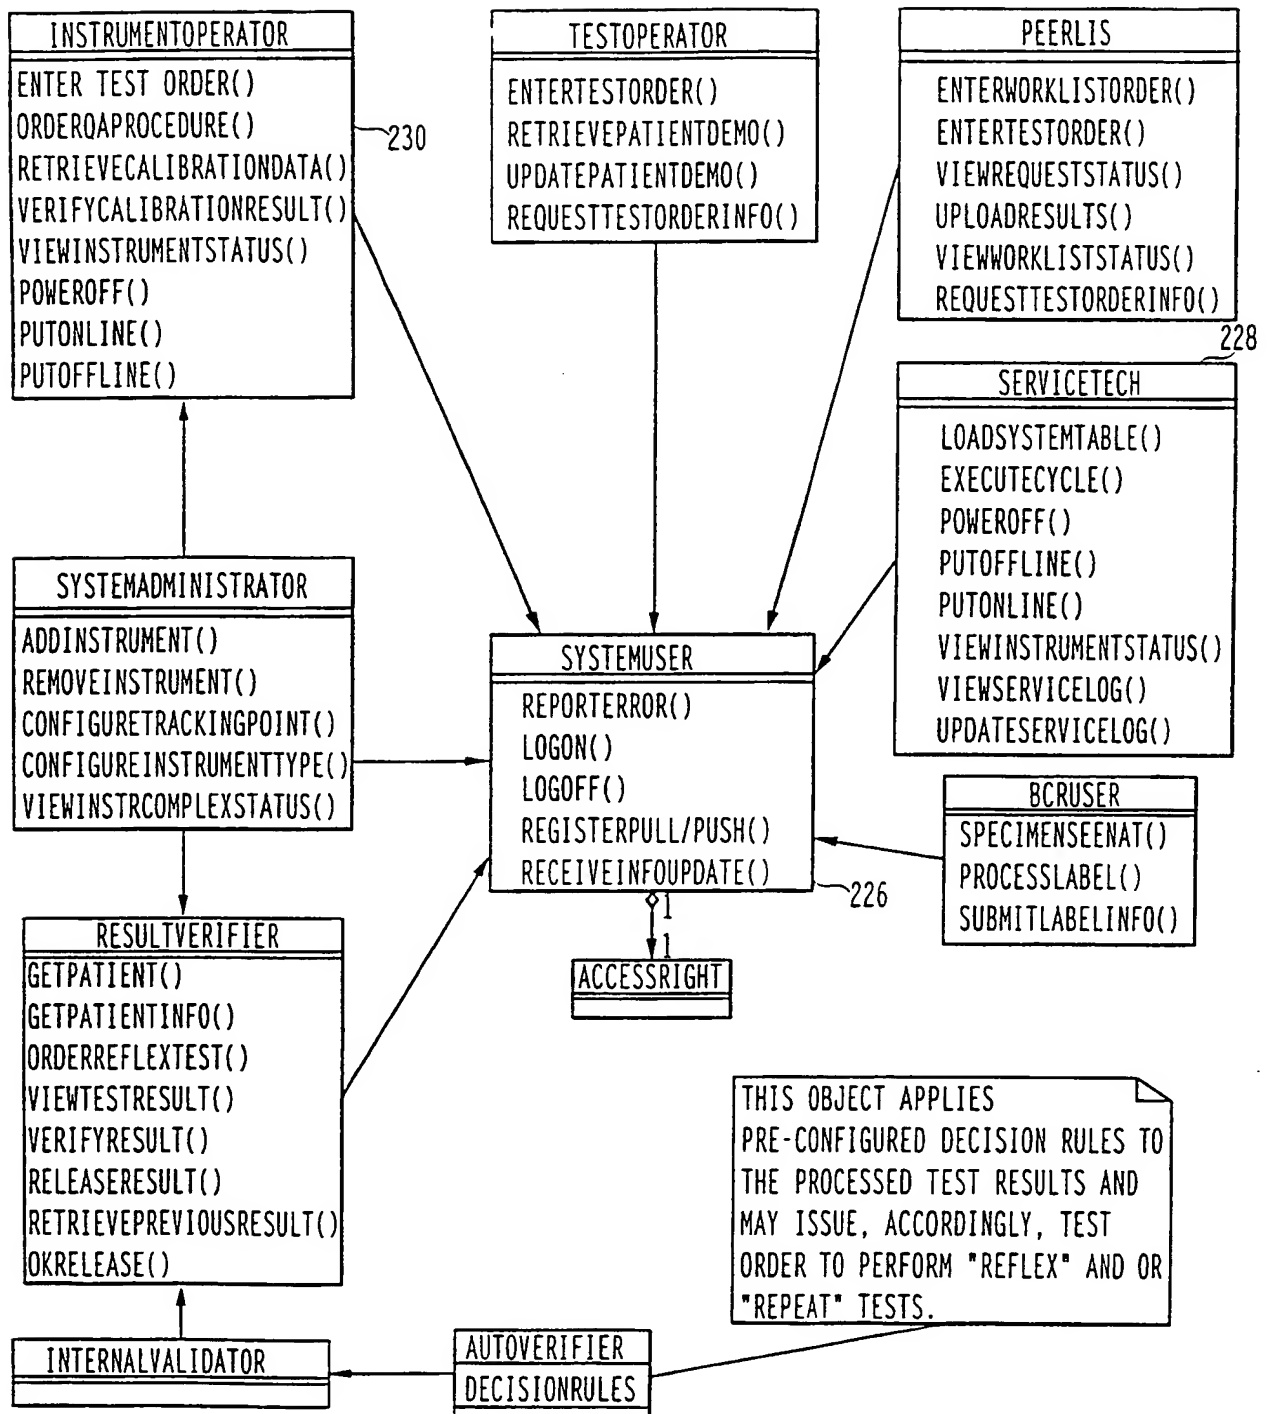 INSTRUMENTOPERATOR
ENTER TEST ORDER()
ORDERQAPROCEDURE()
RETRIEVECALIBRATIONDATA()
VERIFYCALIBRATIONRESULT()
VIEWINSTRUMENTSTATUS()
POWEROFF()
PUTONLINE()
PUTOFFLINE()
230
TESTOPERATOR
ENTERTESTORDER()
RETRIEVEPATIENTDEMO()
UPDATEPATIENTDEMO()
REQUESTTESTORDERINFO()
PEERLIS
ENTERWORKLISTORDER()
ENTERTESTORDER()
VIEWREQUESTSTATUS()
UPLOADRESULTS()
VIEWWORKLISTSTATUS()
REQUESTTESTORDERINFO()
228
SERVICETECH
LOADSYSTEMTABLE()
EXECUTECYCLE()
POWEROFF()
PUTOFFLINE()
PUTONLINE()
VIEWINSTRUMENTSTATUS()
VIEWSERVICELOG()
UPDATESERVICELOG()
SYSTEMADMINISTRATOR
ADDINSTRUMENT()
REMOVEINSTRUMENT()
CONFIGURETRACKINGPOINT()
CONFIGUREINSTRUMENTTYPE()
VIEWINSTRCOMPLEXSTATUS()
SYSTEMUSER
REPORTERROR()
LOGON()
LOGOFF()
REGISTERPULL/PUSH()
RECEIVEINFOUPDATE()
226
1
1
ACCESSRIGHT
BCRUSER
SPECIMENSEENAT()
PROCESSLABEL()
SUBMITLABELINFO()
RESULTVERIFIER
GETPATIENT()
GETPATIENTINFO()
ORDERREFLEXTEST()
VIEWTESTRESULT()
VERIFYRESULT()
RELEASERESULT()
RETRIEVEPREVIOUSRESULT()
OKRELEASE()
THIS OBJECT APPLIES
PRE-CONFIGURED DECISION RULES TO
THE PROCESSED TEST RESULTS AND
MAY ISSUE, ACCORDINGLY, TEST
ORDER TO PERFORM "REFLEX" AND OR
"REPEAT" TESTS.
INTERNALVALIDATOR
AUTOVERIFIER
DECISIONRULES